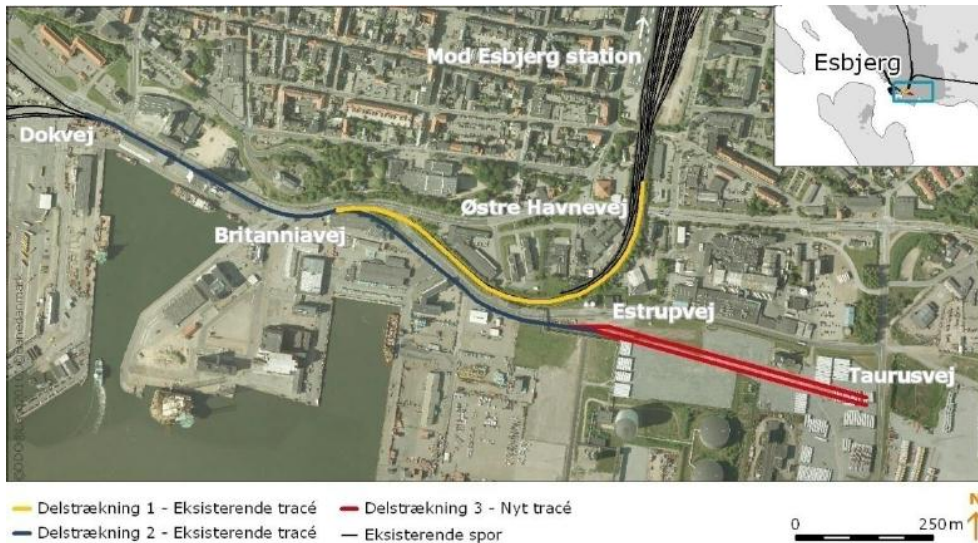 Mod Esbjerg station
Esbjerg
Dokvej
Østre Havnevej
Britanniavej
Estrupvej
Taurusvej
Delstrækning 1 - Eksisterende tracé
Delstrækning 2 - Eksisterende tracé
Delstrækning 3 - Nyt tracé
Eksisterende spor
0 250 m
N